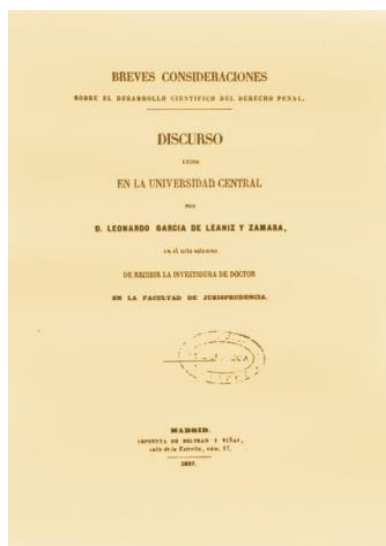 BREVES CONSIDERACIONES
SOBRE EL DESARROLLO CIENTIFICO DEL DERECHO PENAL.
DISCURSO
LEIDO
EN LA UNIVERSIDAD CENTRAL
POR
D. LEONARDO GARCIA DE LEANIZ Y ZAMARA,
en el acto solemne
DE RECIBIR LA INVESTIDURA DE DOCTOR
EN LA FACULTAD DE JURISPRUDENCIA.
MADRID.
IMPRENTA DE BELTRAN Y VIÑAS,
calle de la Estrella, núm. 17.
1857.